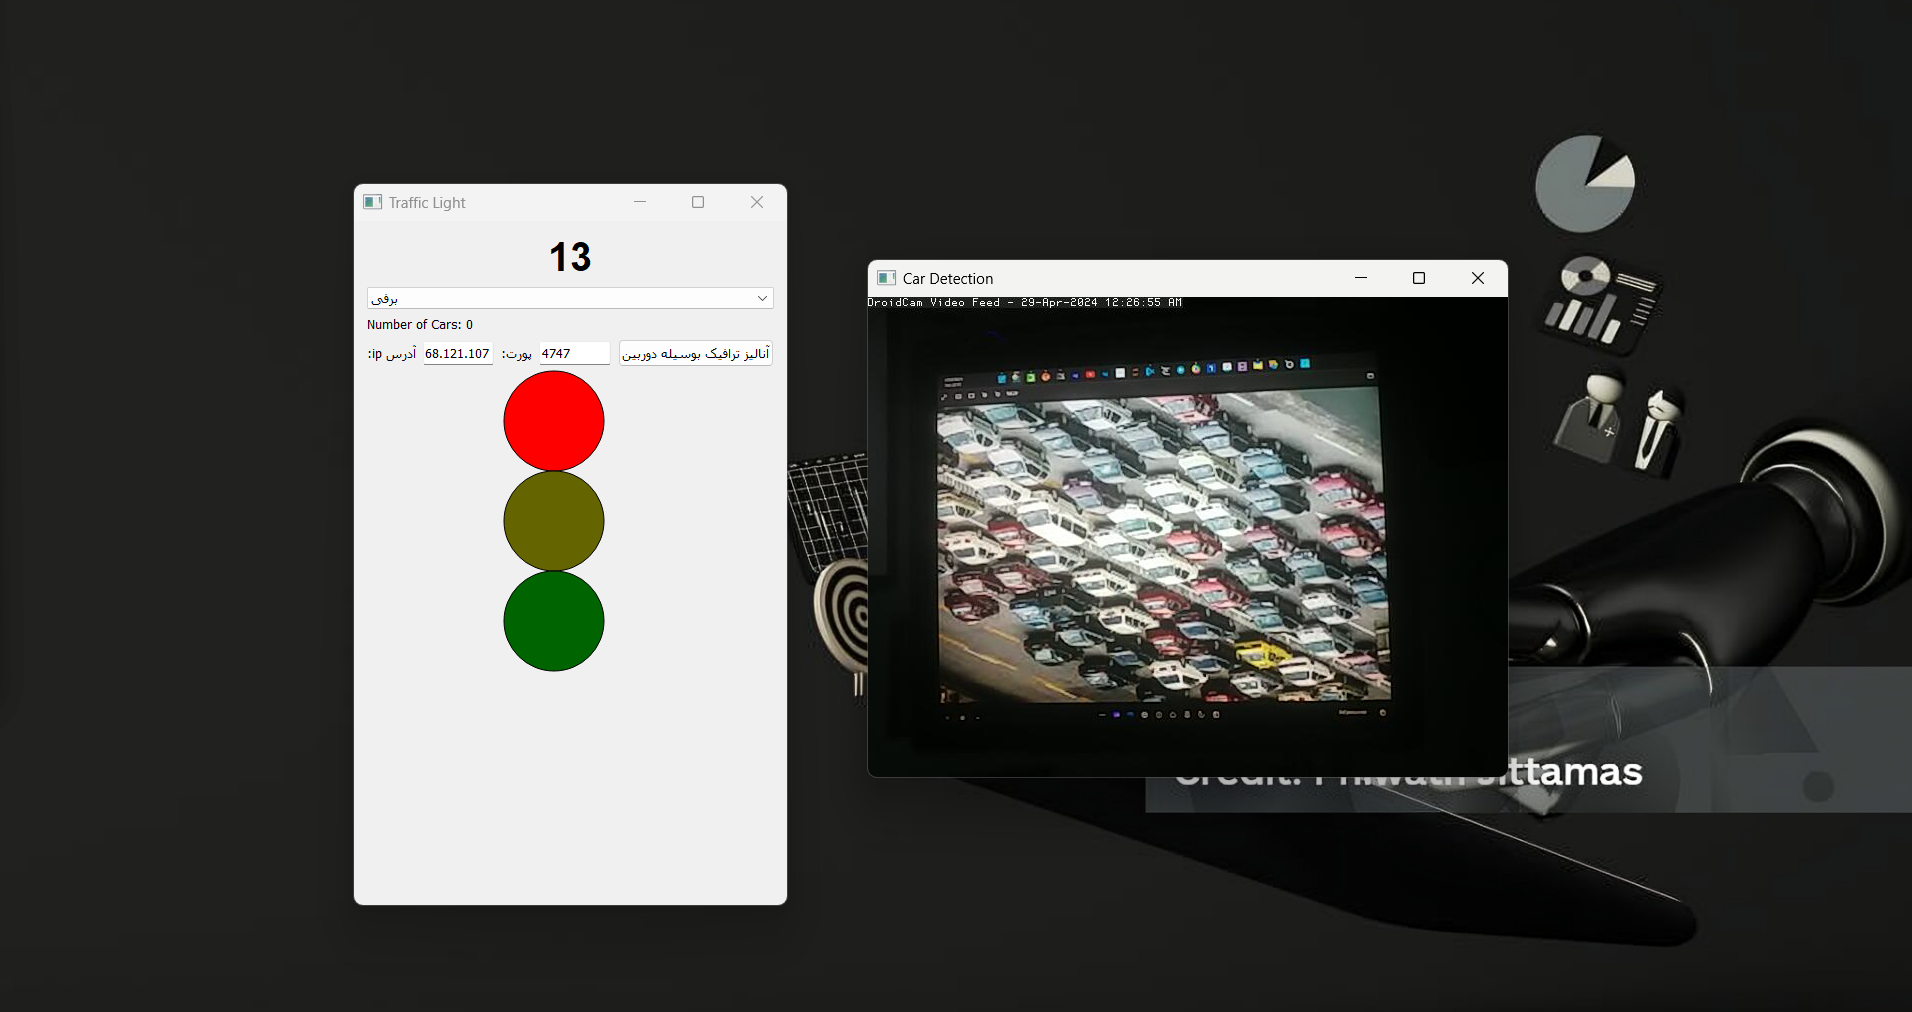 Traffic Light
13
برفی
Number of Cars: 0
آدرس ip: 68.121.107 پورت: 4747 آنالیز ترافیک بوسیله دوربین
Car Detection
DroidCam Video Feed - 29-Apr-2024 12:26:55 AM
Credit: ttamas